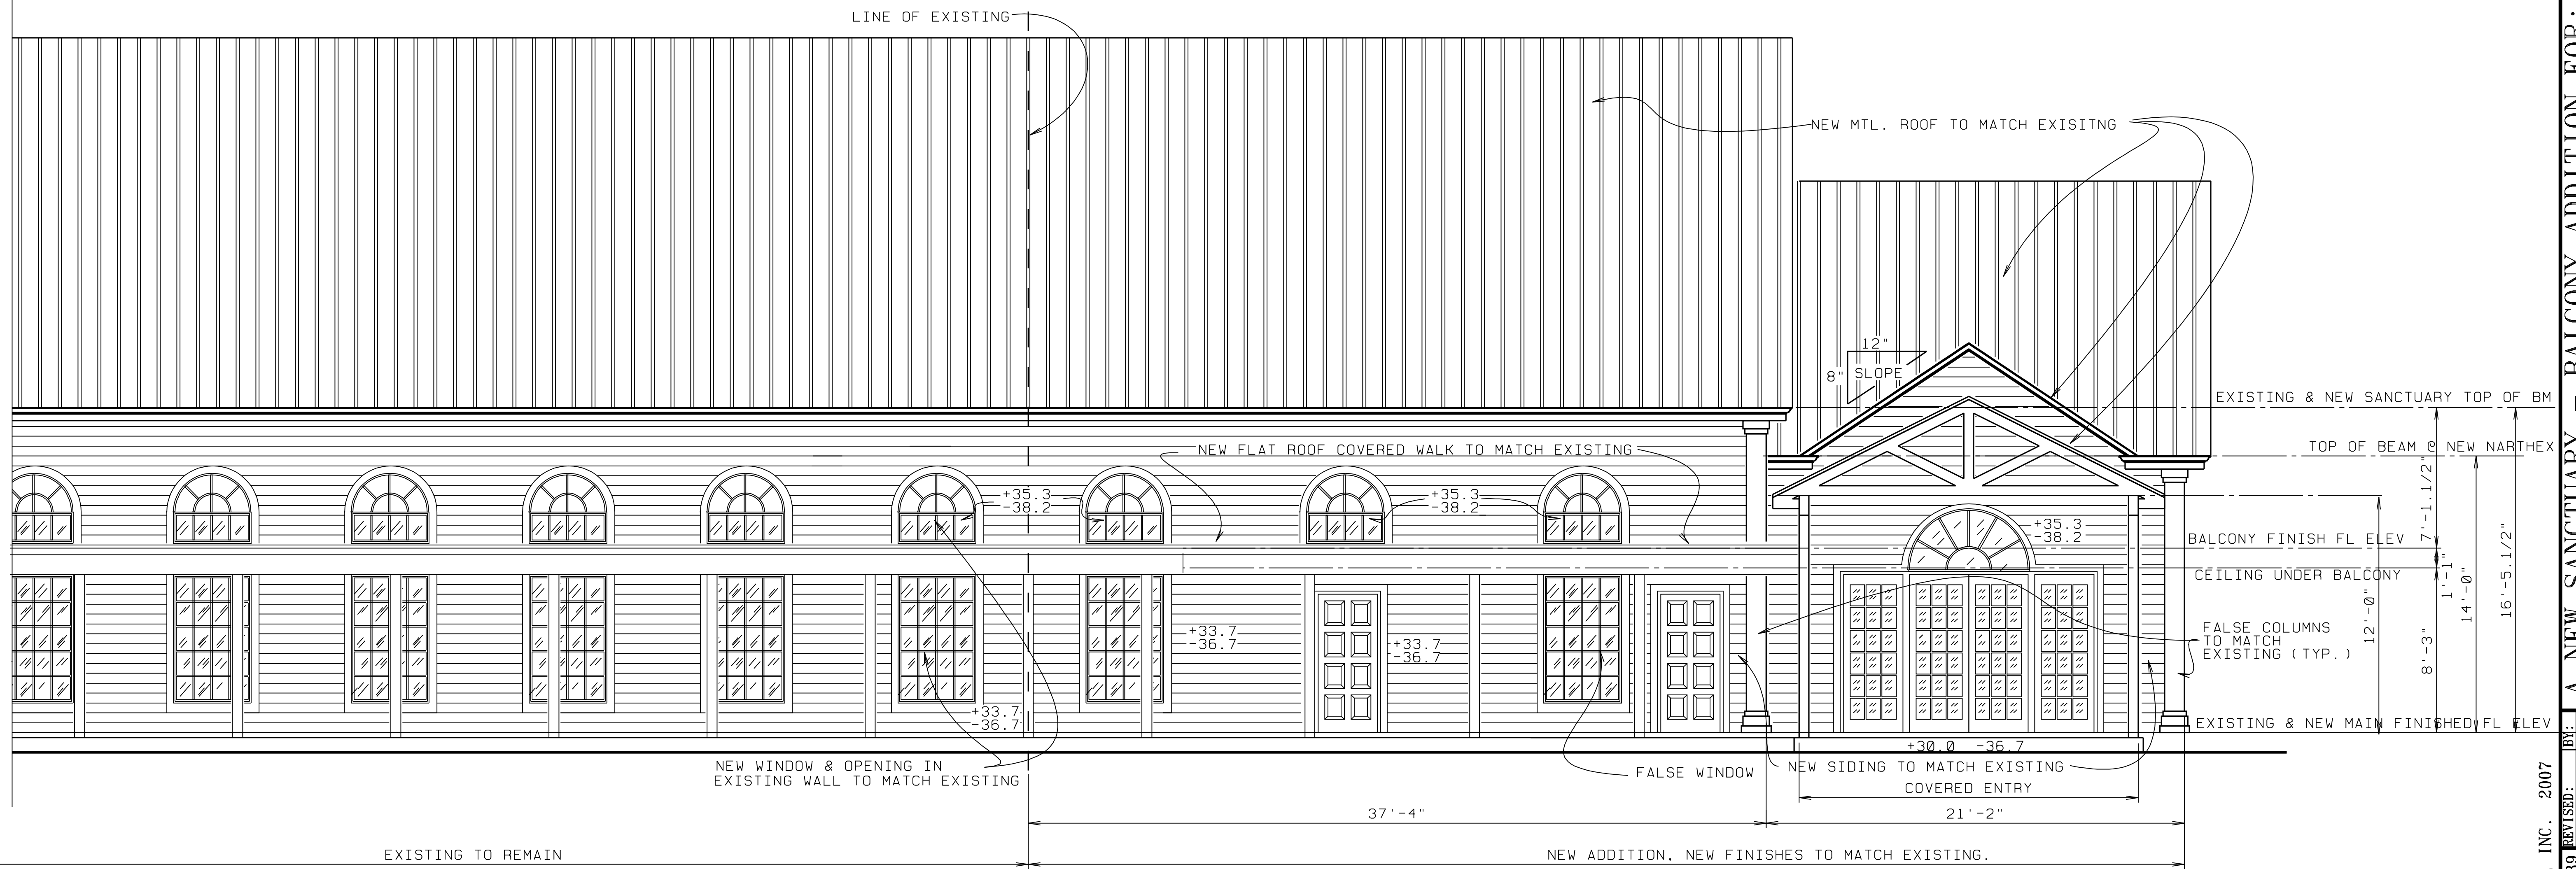 LINE OF EXISTING
NEW MTL. ROOF TO MATCH EXISITNG
12"
8"
SLOPE
EXISTING & NEW SANCTUARY TOP OF BM
TOP OF BEAM @ NEW NARTHEX
NEW FLAT ROOF COVERED WALK TO MATCH EXISTING
+35.3
-38.2
+35.3
-38.2
+35.3
-38.2
7'-1.1/2"
BALCONY FINISH FL ELEV
CEILING UNDER BALCONY
1'-1"
12'-0"
14'-0"
16'-5.1/2"
8'-3"
+33.7
-36.7
+33.7
-36.7
FALSE COLUMNS
TO MATCH
EXISTING (TYP.)
+33.7
-36.7
EXISTING & NEW MAIN FINISHED FL ELEV
+30.0 -36.7
NEW WINDOW & OPENING IN
EXISTING WALL TO MATCH EXISTING
FALSE WINDOW
NEW SIDING TO MATCH EXISTING
COVERED ENTRY
37'-4"
21'-2"
EXISTING TO REMAIN
NEW ADDITION, NEW FINISHES TO MATCH EXISTING.
A NEW SANCTUARY - BALCONY ADDITION FOR:
BY:
REVISED:
INC. 2007